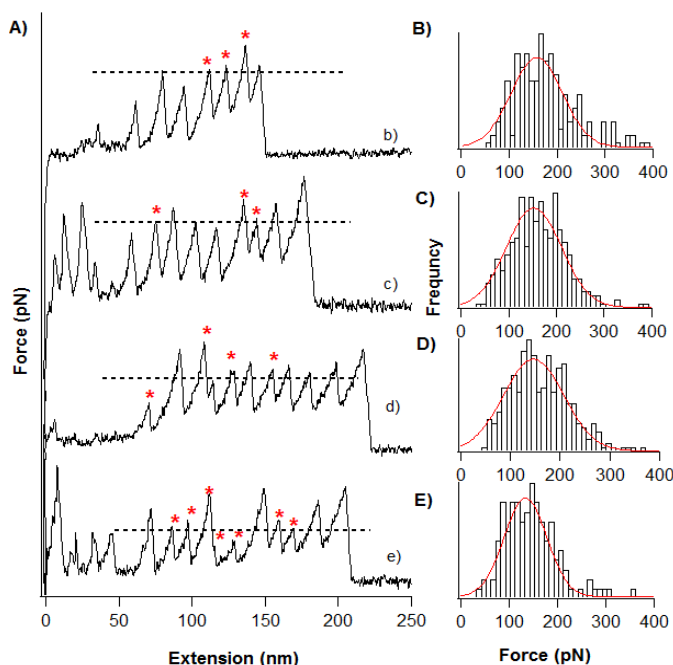 A)
b)
c)
d)
e)
Force (pN)
0 50 100 150 200 250
Extension (nm)
B)
0 100 200 300 400
C)
0 100 200 300 400
Frequncy
D)
0 100 200 300 400
E)
0 100 200 300 400
Force (pN)
* * *
* * *
* * * *
* * * * * * *